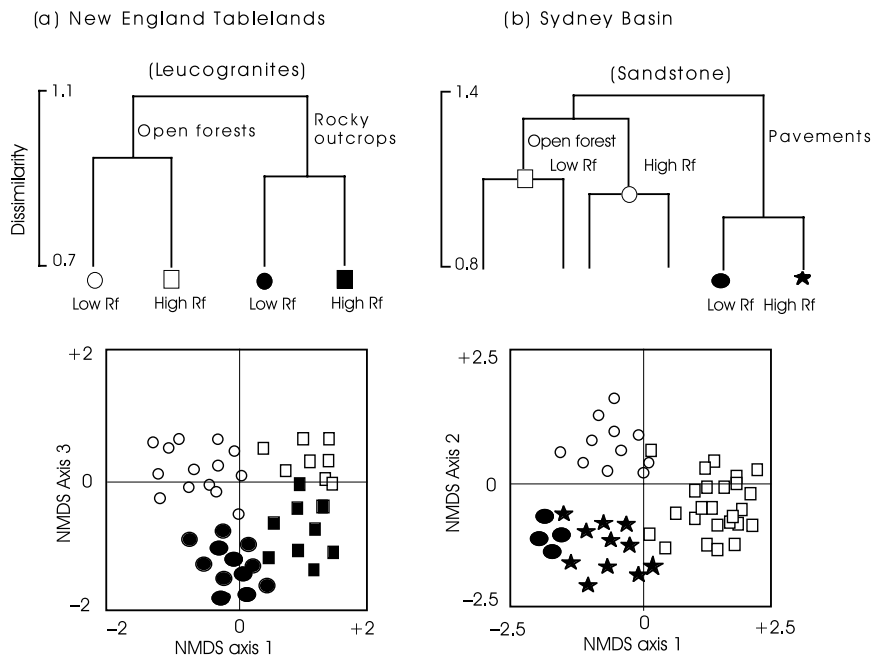 (a) New England Tablelands
(Leucogranites)
1.1
Dissimilarity
0.7
Open forests
Rocky
outcrops
Low Rf
High Rf
Low Rf
High Rf
+2
NMDS Axis 3
0
−2
−2
0
+2
NMDS axis 1
(b) Sydney Basin
(Sandstone)
1.4
0.8
Open forest
Low Rf
High Rf
Pavements
Low Rf
High Rf
+2.5
NMDS Axis 2
0
−2.5
−2.5
0
+2.5
NMDS axis 1